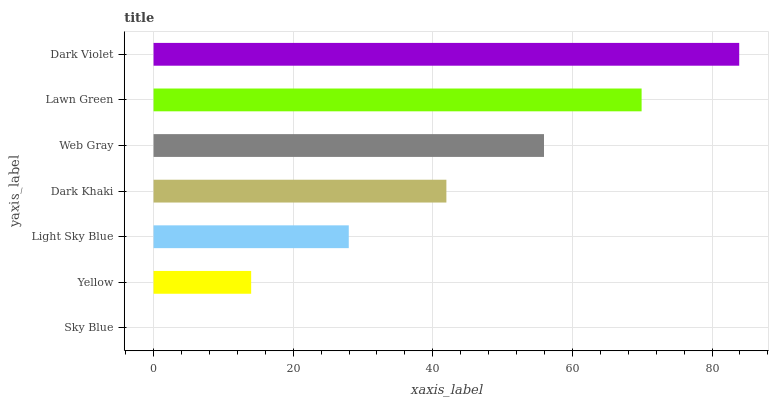 title
Dark Violet
Lawn Green
Web Gray
Dark Khaki
Light Sky Blue
Yellow
Sky Blue
yaxis_label
0 20 40 60 80
xaxis_label